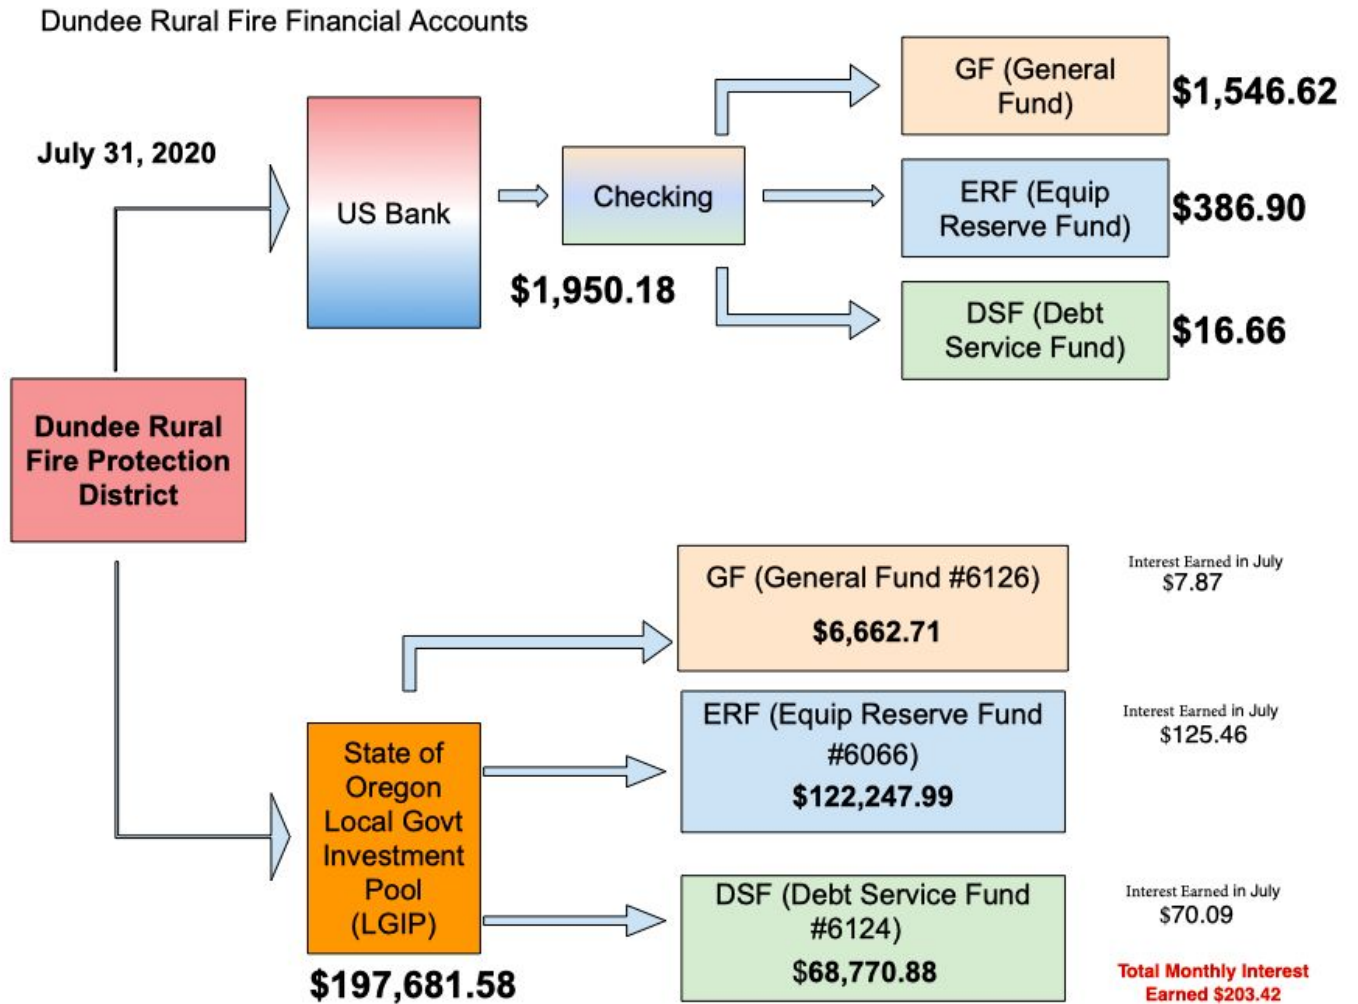 Dundee Rural Fire Financial Accounts
July 31, 2020
US Bank
Checking
$1,950.18
GF (General
Fund)
$1,546.62
ERF (Equip
Reserve Fund)
$386.90
DSF (Debt
Service Fund)
$16.66
Dundee Rural
Fire Protection
District
State of
Oregon
Local Govt
Investment
Pool
(LGIP)
$197,681.58
GF (General Fund #6126)
$6,662.71
Interest Earned in July
$7.87
ERF (Equip Reserve Fund
#6066)
$122,247.99
Interest Earned in July
$125.46
DSF (Debt Service Fund
#6124)
$68,770.88
Interest Earned in July
$70.09
Total Monthly Interest
Earned $203.42